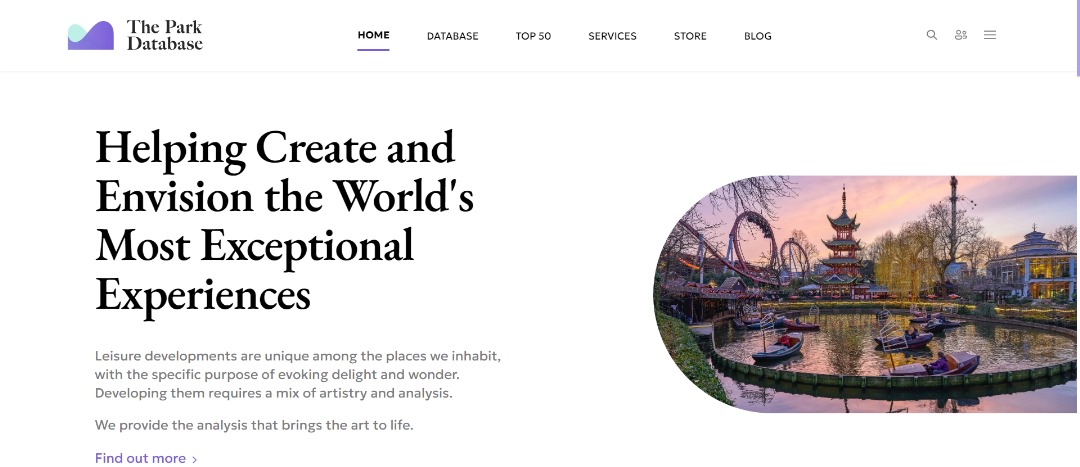 The Park
Database
HOME
DATABASE
TOP 50
SERVICES
STORE
BLOG
Helping Create and
Envision the World's
Most Exceptional
Experiences
Leisure developments are unique among the places we inhabit,
with the specific purpose of evoking delight and wonder.
Developing them requires a mix of artistry and analysis.
We provide the analysis that brings the art to life.
Find out more ›